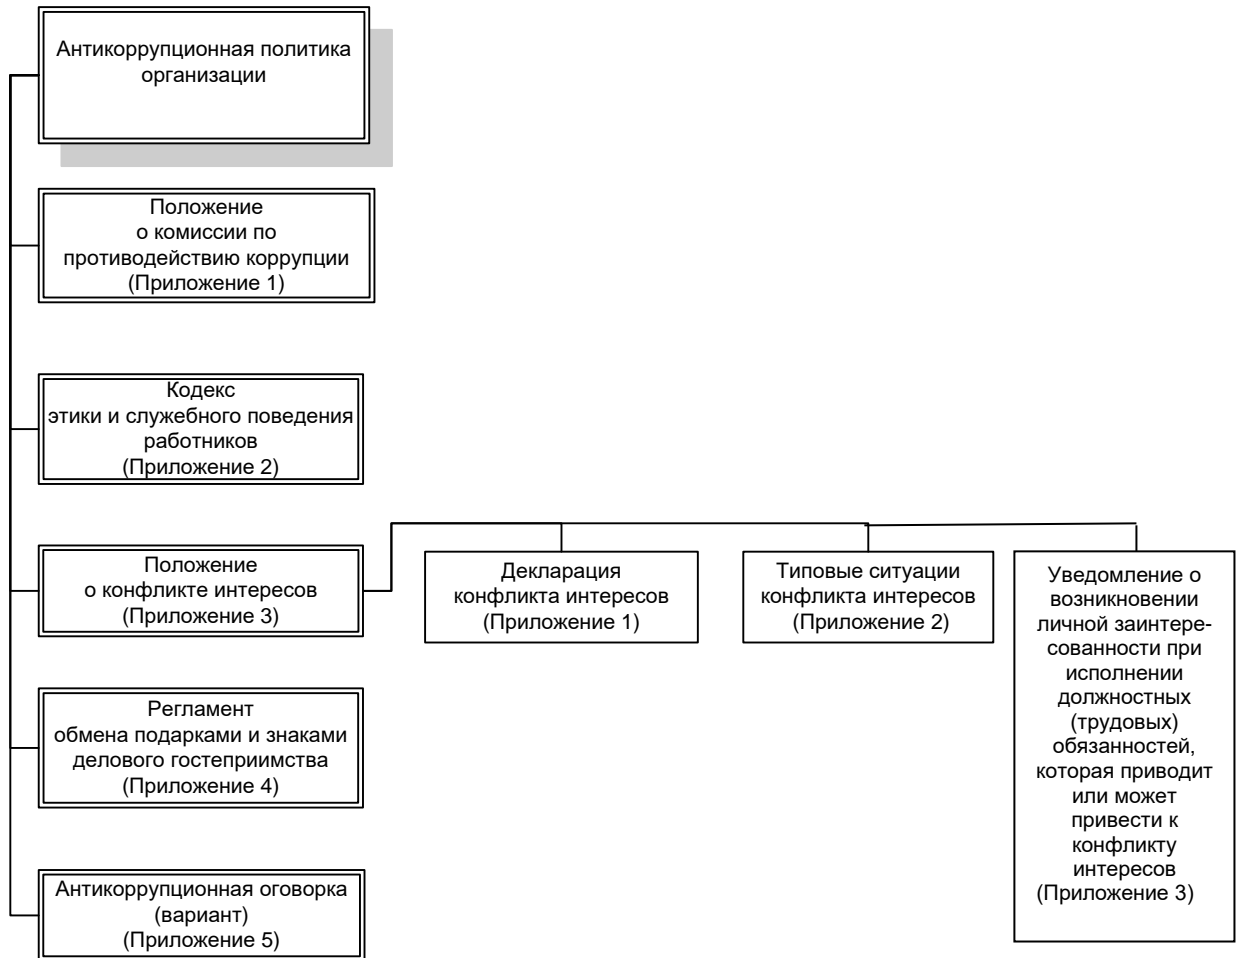 Антикоррупционная политика
организации
Положение
о комиссии по
противодействию коррупции
(Приложение 1)
Кодекс
этики и служебного поведения
работников
(Приложение 2)
Положение
о конфликте интересов
(Приложение 3)
Декларация
конфликта интересов
(Приложение 1)
Типовые ситуации
конфликта интересов
(Приложение 2)
Уведомление о
возникновении
личной заинтере-
сованности при
исполнении
должностных
(трудовых)
обязанностей,
которая приводит
или может
привести к
конфликту
интересов
(Приложение 3)
Регламент
обмена подарками и знаками
делового гостеприимства
(Приложение 4)
Антикоррупционная оговорка
(вариант)
(Приложение 5)